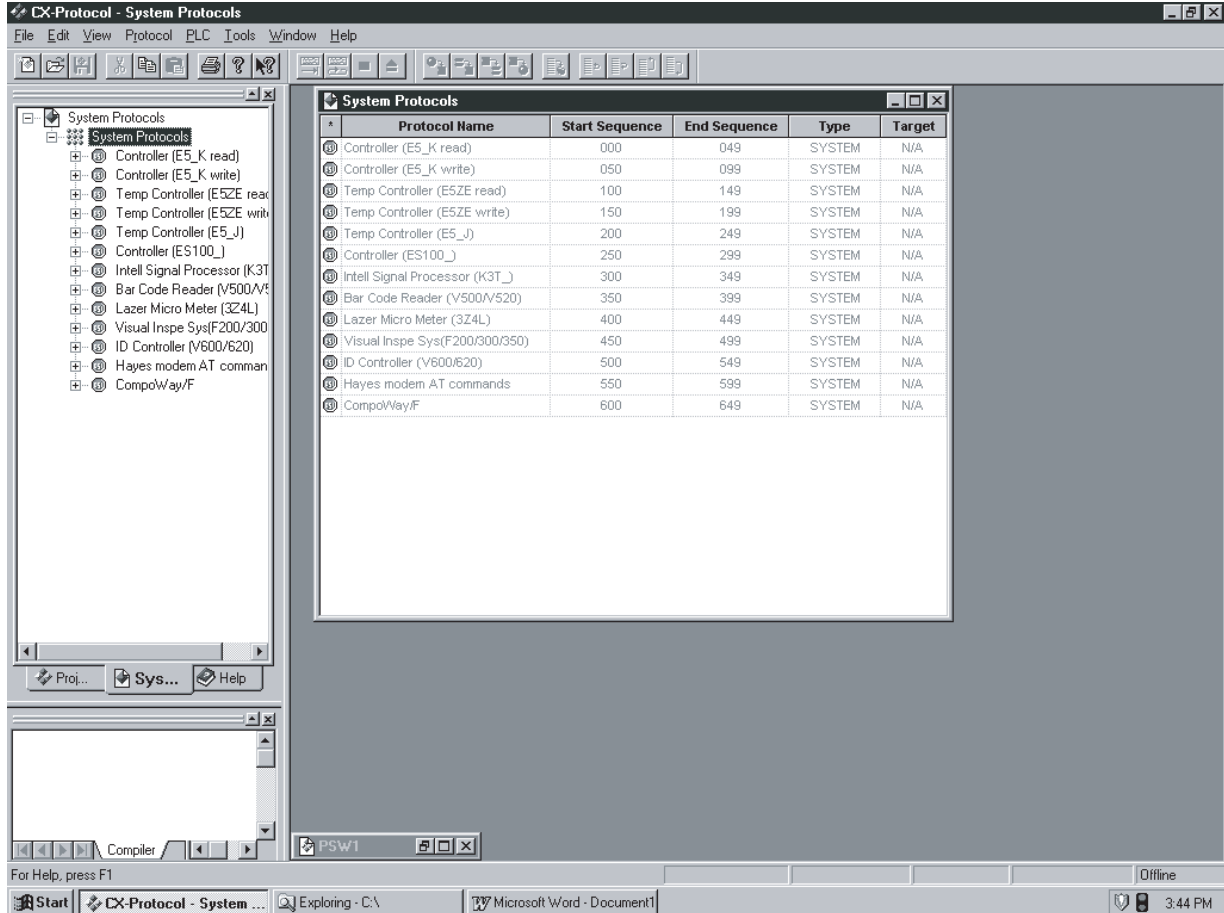 CX-Protocol - System Protocols
File Edit View Protocol PLC Tools Window Help
System Protocols
System Protocols
Controller (E5_K read)
Controller (E5_K write)
Temp Controller (E5ZE read
Temp Controller (E5ZE write
Temp Controller (E5_J)
Controller (ES100_)
Intell Signal Processor (K3T
Bar Code Reader (V500/V5
Lazer Micro Meter (3Z4L)
Visual Inspe Sys(F200/300
ID Controller (V600/620)
Hayes modem AT comman
CompoWay/F
Proj... Sys... Help
System Protocols
* Protocol Name Start Sequence End Sequence Type Target
Controller (E5_K read) 000 049 SYSTEM N/A
Controller (E5_K write) 050 099 SYSTEM N/A
Temp Controller (E5ZE read) 100 149 SYSTEM N/A
Temp Controller (E5ZE write) 150 199 SYSTEM N/A
Temp Controller (E5_J) 200 249 SYSTEM N/A
Controller (ES100_) 250 299 SYSTEM N/A
Intell Signal Processor (K3T_) 300 349 SYSTEM N/A
Bar Code Reader (V500/V520) 350 399 SYSTEM N/A
Lazer Micro Meter (3Z4L) 400 449 SYSTEM N/A
Visual Inspe Sys(F200/300/350) 450 499 SYSTEM N/A
ID Controller (V600/620) 500 549 SYSTEM N/A
Hayes modem AT commands 550 599 SYSTEM N/A
CompoWay/F 600 649 SYSTEM N/A
Compiler
PSW1
For Help, press F1 Offline
Start CX-Protocol - System ... Exploring - C:\ Microsoft Word - Document1 3:44 PM